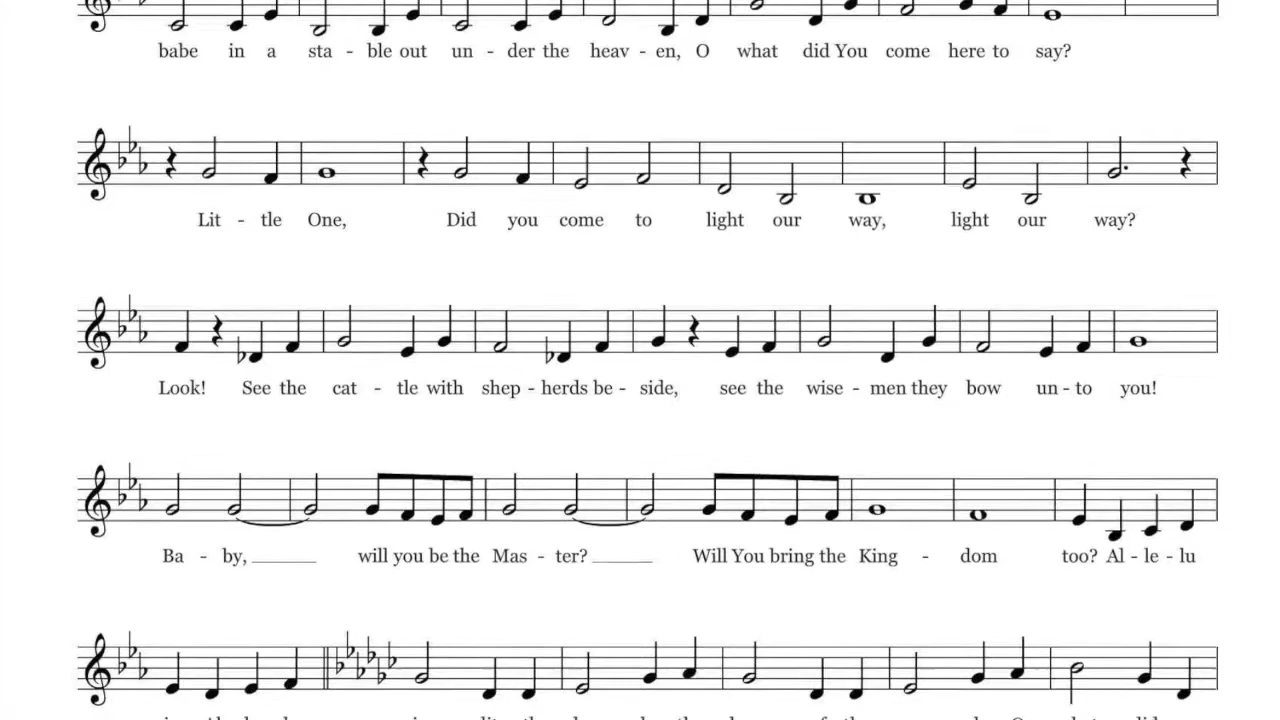 babe in a sta - ble out un - der the heav - en, O what did You come here to say?
Lit - tle One, Did you come to light our way, light our way?
Look! See the cat - tle with shep - herds be - side, see the wise - men they bow un - to you!
Ba - by, will you be the Mas - ter? Will You bring the King - dom too? Al - le - lu